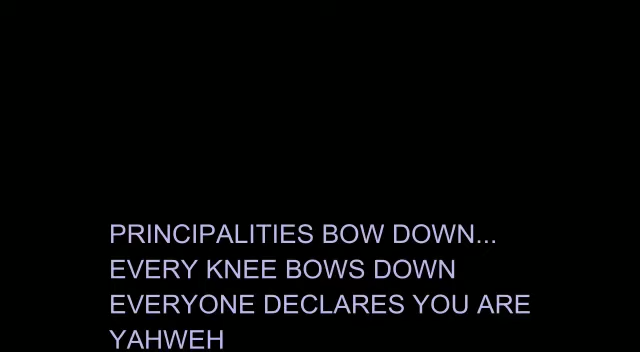 PRINCIPALITIES BOW DOWN...
EVERY KNEE BOWS DOWN
EVERYONE DECLARES YOU ARE
YAHWEH